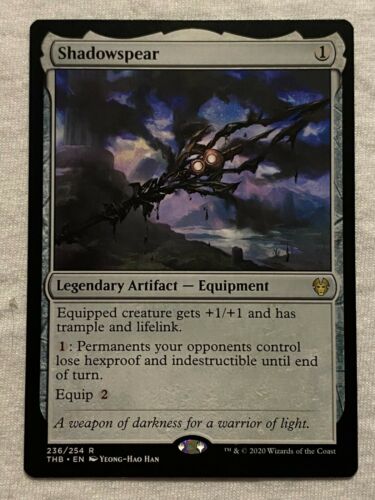 Shadowspear 1
Legendary Artifact — Equipment
Equipped creature gets +1/+1 and has
trample and lifelink.
1 : Permanents your opponents control
lose hexproof and indestructible until end
of turn.
Equip 2
A weapon of darkness for a warrior of light.
236/254 R
THB • EN Yeong-Hao Han
™ & © 2020 Wizards of the Coast